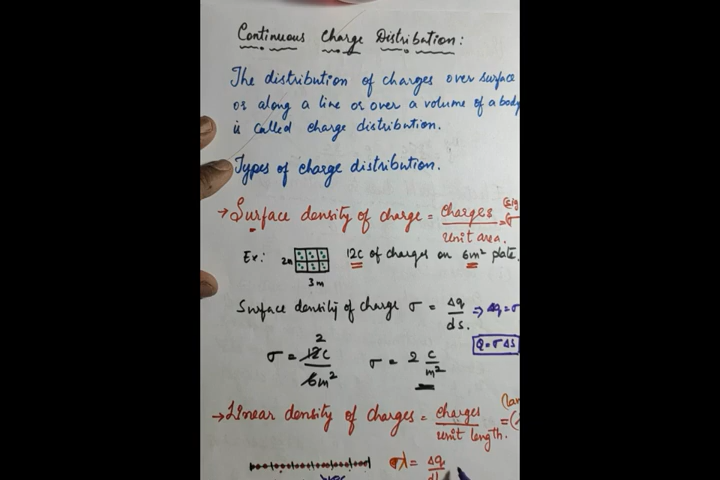 Continuous Charge Distribution:
The distribution of charges over surface
or along a line or over a volume of a body
is called charge distribution.
Types of charge distribution.
→ Surface density of charge = charges / unit area. =
Ex: 2m 12C of charges on 6m² plate.
3m
Surface density of charge σ = Δq / ds. ⇒ Δq = σ
Q = σ Δs
σ = 12C / 6m² 2 σ = 2 C / m²
→ Linear density of charges = charges / unit length. =
λ = Δq